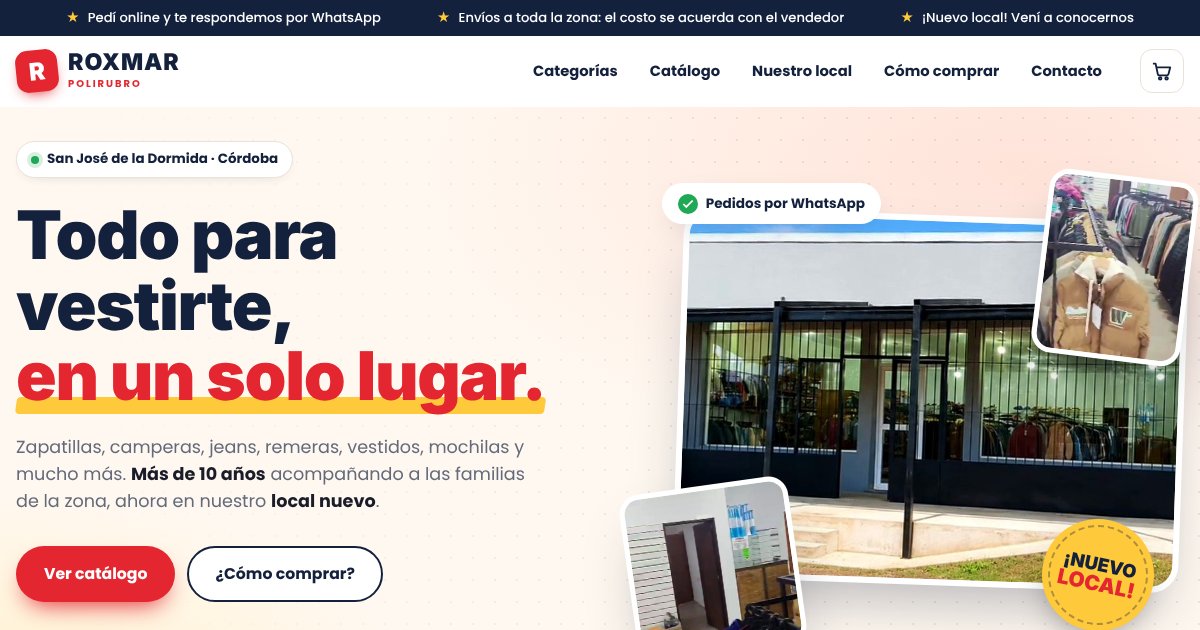 ★ Pedí online y te respondemos por WhatsApp ★ Envíos a toda la zona: el costo se acuerda con el vendedor ★ ¡Nuevo local! Vení a conocernos
R ROXMAR
POLIRUBRO
Categorías Catálogo Nuestro local Cómo comprar Contacto
San José de la Dormida · Córdoba
Todo para
vestirte,
en un solo lugar.
Zapatillas, camperas, jeans, remeras, vestidos, mochilas y
mucho más. Más de 10 años acompañando a las familias
de la zona, ahora en nuestro local nuevo.
Ver catálogo ¿Cómo comprar?
Pedidos por WhatsApp
¡NUEVO
LOCAL!